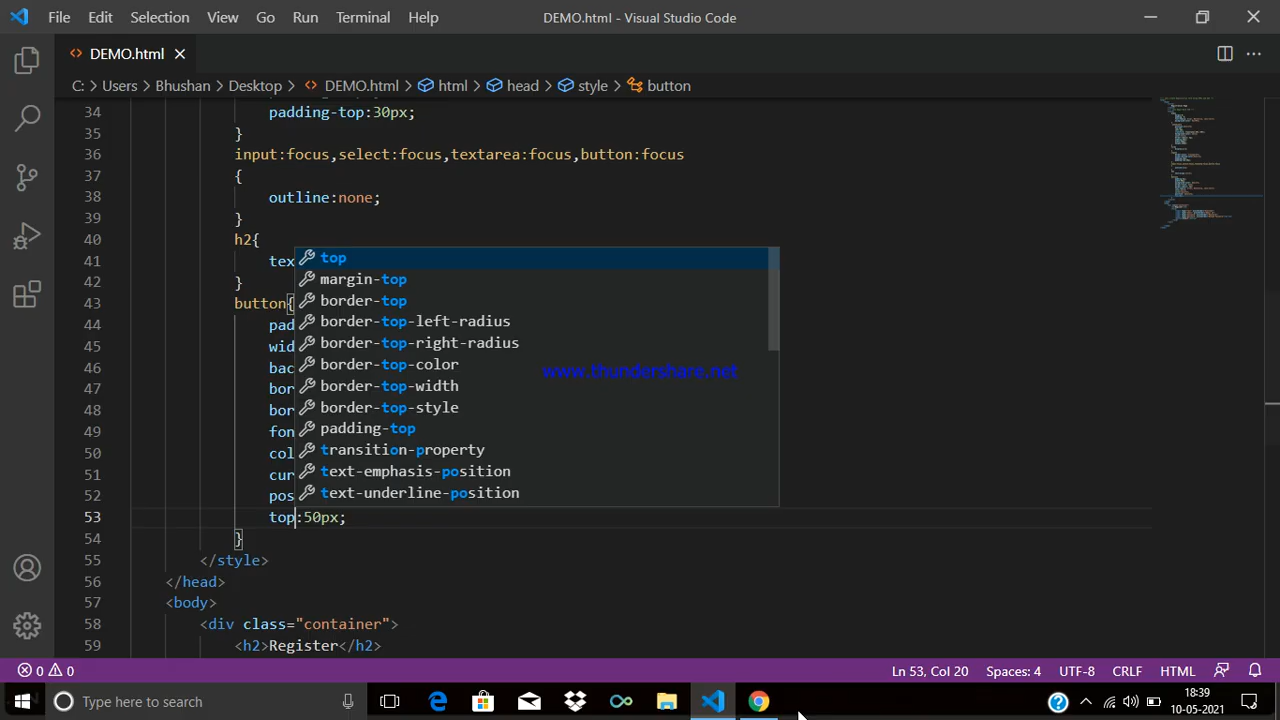 File Edit Selection View Go Run Terminal Help DEMO.html - Visual Studio Code
DEMO.html
C: > Users > Bhushan > Desktop > DEMO.html > html > head > style > button
34 padding-top:30px;
35 }
36 input:focus,select:focus,textarea:focus,button:focus
37 {
38 outline:none;
39 }
40 h2{
41 tex
42 }
43 button{
44 pad
45 wid
46 bac
47 bor
48 bor
49 fon
50 col
51 cur
52 pos
53 top:50px;
54 }
55 </style>
56 </head>
57 <body>
58 <div class="container">
59 <h2>Register</h2>
top
margin-top
border-top
border-top-left-radius
border-top-right-radius
border-top-color
border-top-width
border-top-style
padding-top
transition-property
text-emphasis-position
text-underline-position
www.thundershare.net
0 0 Ln 53, Col 20 Spaces: 4 UTF-8 CRLF HTML
Type here to search
18:39
10-05-2021